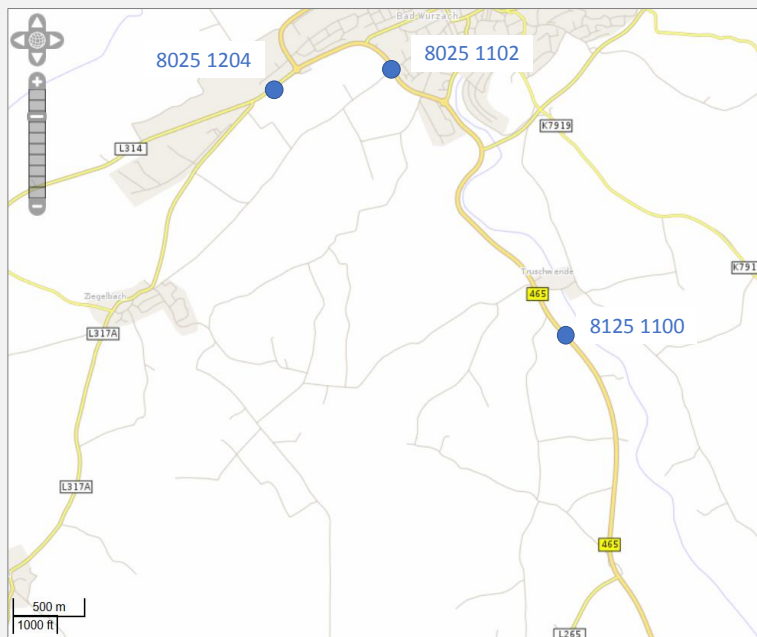 Bad Wurzach
8025 1204
8025 1102
K7919
L314
Truschwende
K791
465
Ziegelbach
8125 1100
L317A
L317A
465
500 m
1000 ft
L265